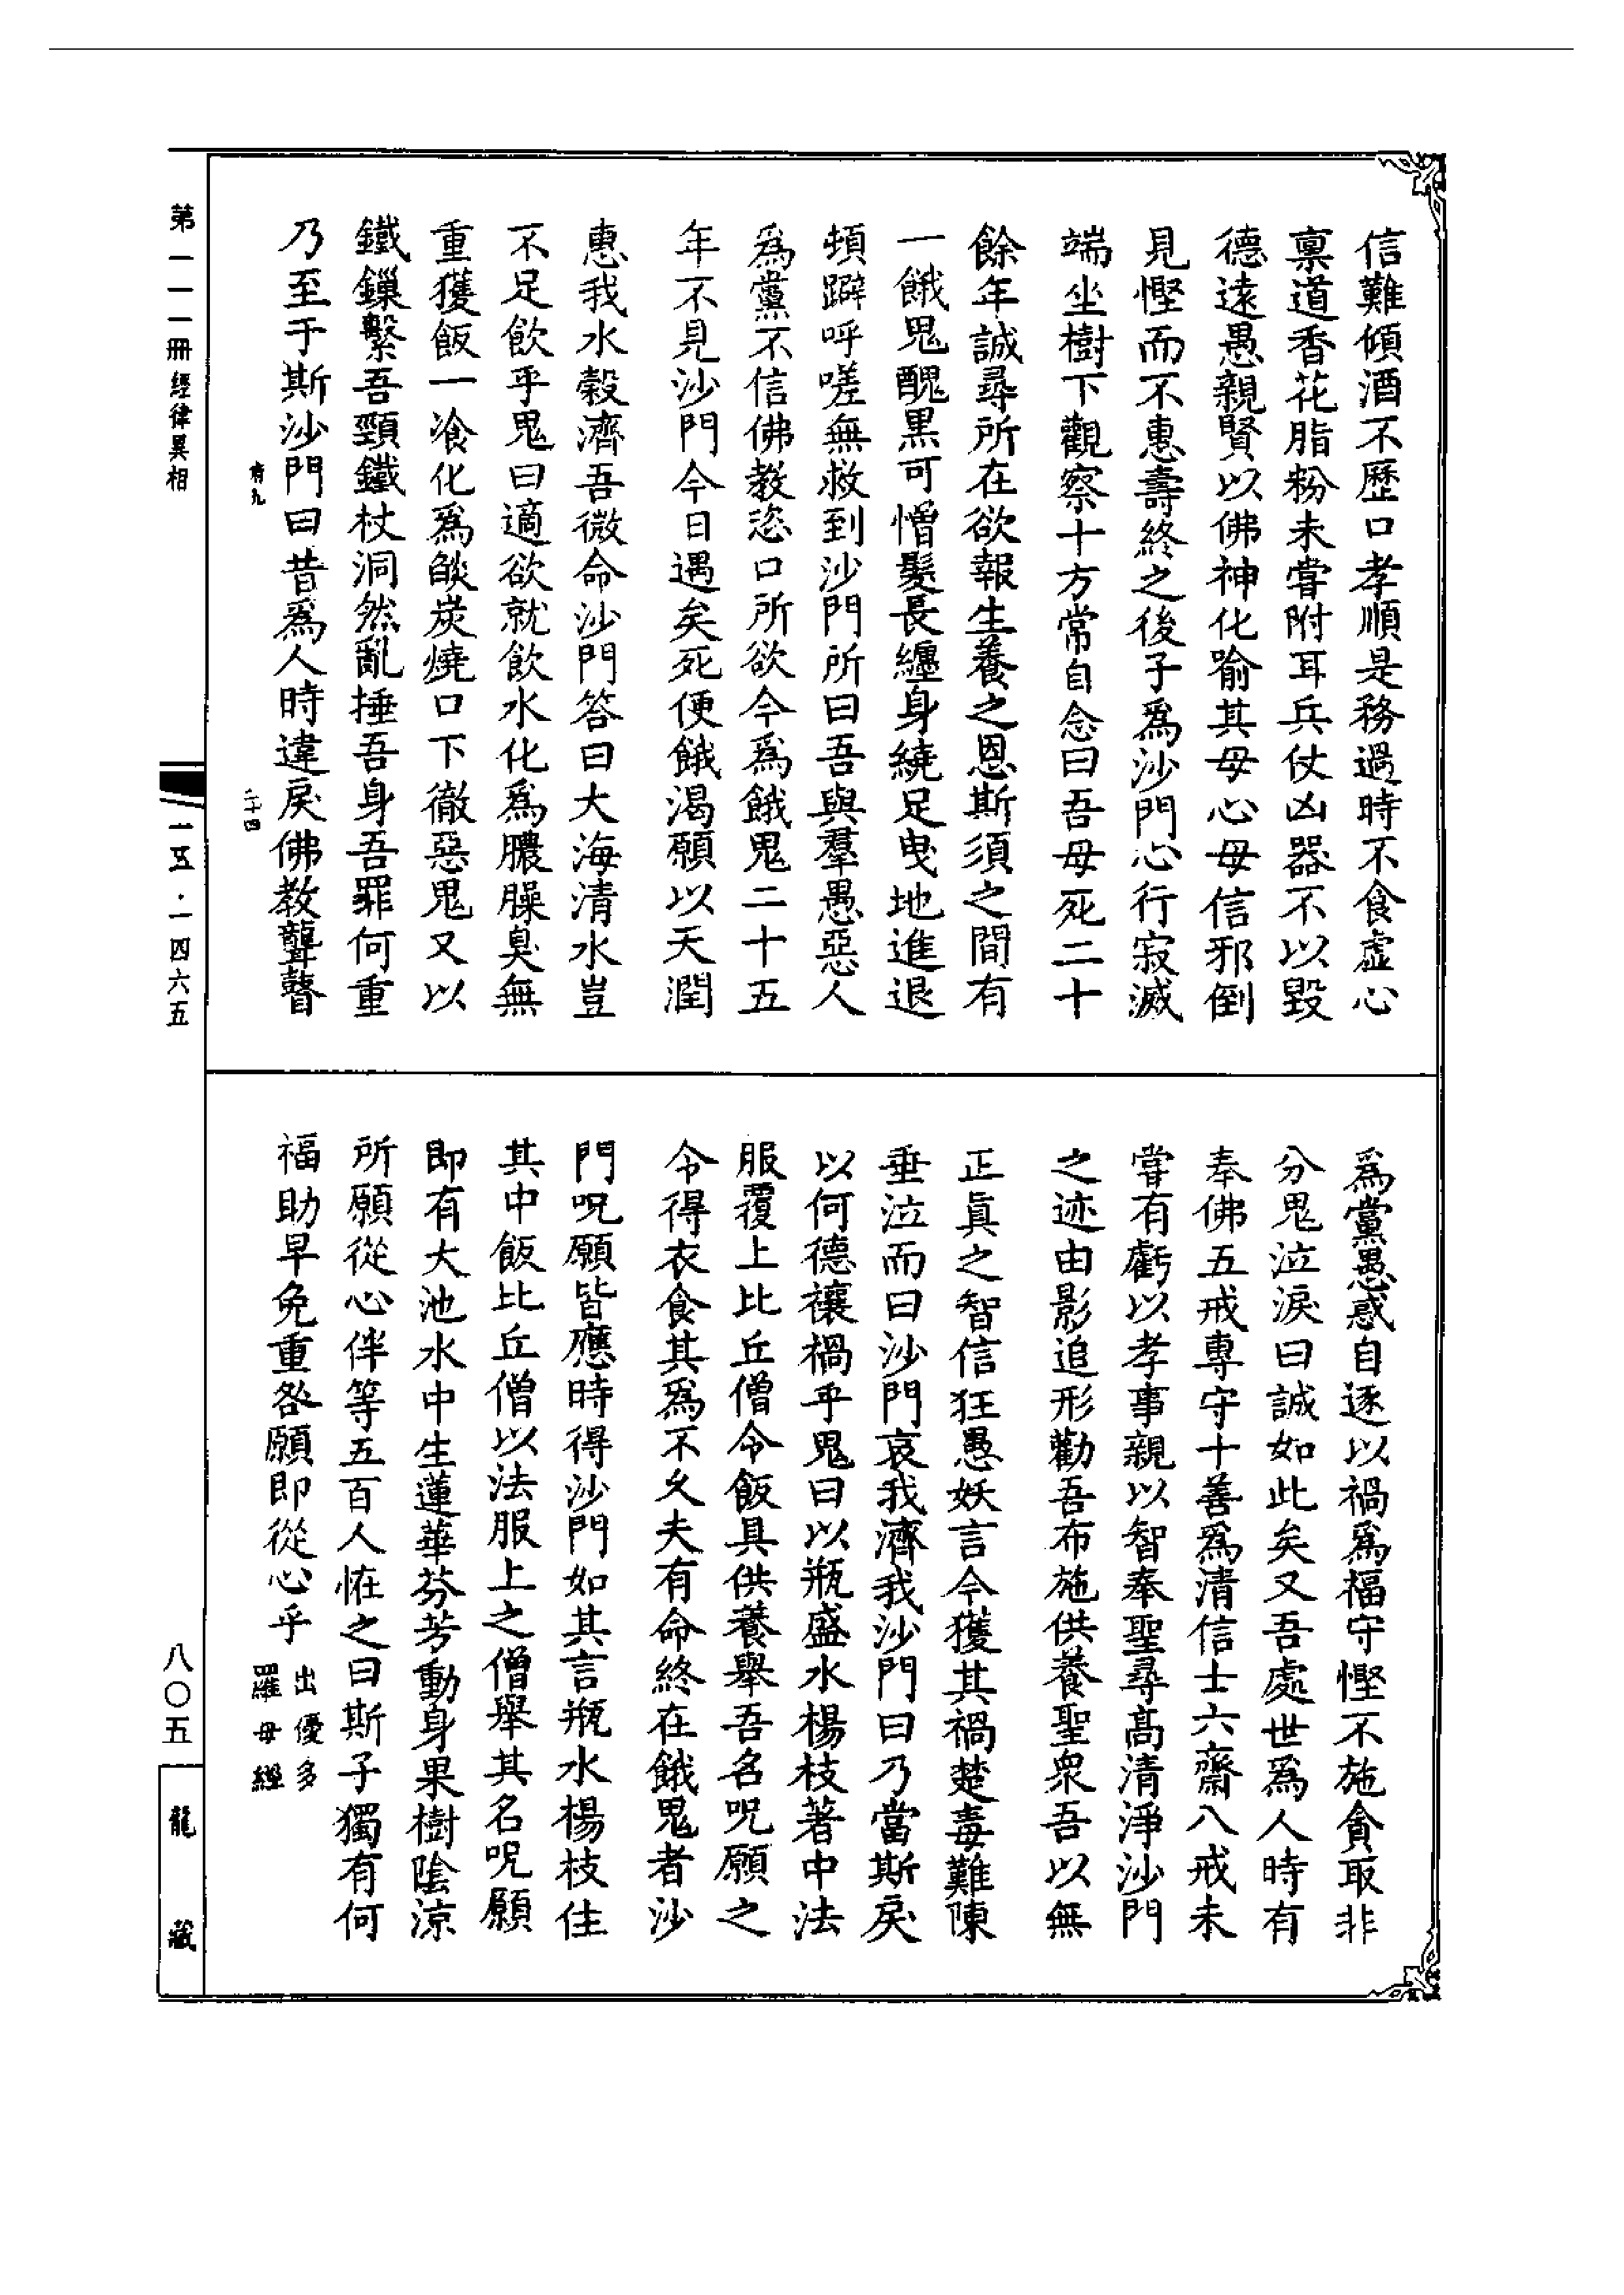 信難傾酒不歷口孝順是務過時不食虛心
禀道香花脂粉未甞附耳兵仗凶器不以毀
德遠愚親賢以佛神化喻其母心母信邪倒
見慳而不惠壽終之後子爲沙門心行寂滅
端坐樹下觀察十方常自念曰吾母死二十
餘年誠尋所在欲報生養之恩斯須之間有
一餓鬼醜黒可憎髮長纒身繞足曳地進退
頓躃呼嗟無救到沙門所曰吾與羣愚惡人
爲黨不信佛教恣口所欲今爲餓鬼二十五
年不見沙門今日遇矣死便餓渴願以天潤
惠我水穀濟吾微命沙門答曰大海清水豈
不足飲乎鬼曰適欲就飲水化爲膿臊臭無
重獲飯一飡化爲燄炭燒口下徹惡鬼又以
鐵鏁繫吾頸鐵杖洞然亂捶吾身吾罪何重
乃至于斯沙門曰昔爲人時違戾佛教聾瞽
爲黨愚惑自逐以禍爲福守慳不施貪取非
分鬼泣淚曰誠如此矣又吾處世爲人時有
奉佛五戒專守十善爲清信士六齋八戒未
甞有虧以孝事親以智奉聖尋高清淨沙門
之迹由影追形勸吾布施供養聖衆吾以無
正眞之智信狂愚妖言今獲其禍楚毒難陳
垂泣而曰沙門哀我濟我沙門曰乃當斯戾
以何德禳禍乎鬼曰以瓶盛水楊枝著中法
服覆上比丘僧令飯具供養舉吾名呪願之
令得衣食其爲不久夫有命終在餓鬼者沙
門呪願皆應時得沙門如其言瓶水楊枝住
其中飯比丘僧以法服上之僧舉其名呪願
即有大池水中生蓮華芬芳動身果樹陰涼
所願從心伴等五百人恠之曰斯子獨有何
福助早免重咎願即從心乎 出優多
羅母經
第一一一冊 經律異相
有九
二十四
一五·一四六五
八〇五
龍藏